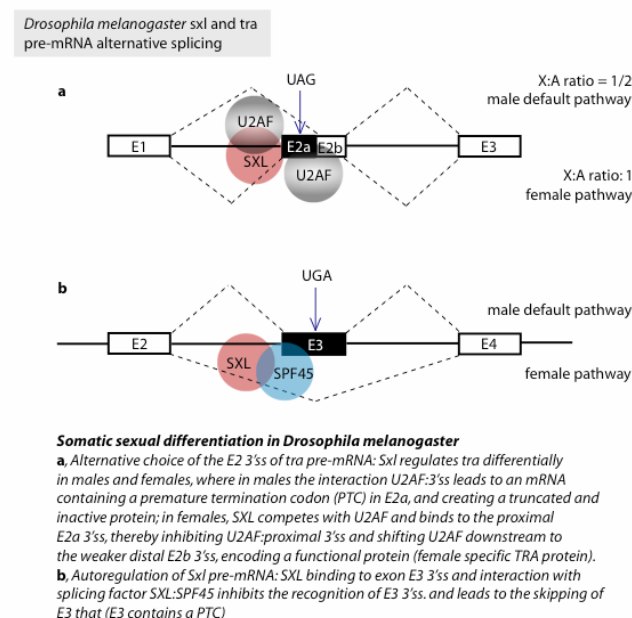 Drosophila melanogaster sxl and tra
pre-mRNA alternative splicing
a
UAG
X:A ratio = 1/2
male default pathway
U2AF
E1
E2a
E2b
E3
SXL
U2AF
X:A ratio: 1
female pathway
b
UGA
male default pathway
E2
E3
E4
SXL
SPF45
female pathway
Somatic sexual differentiation in Drosophila melanogaster
a, Alternative choice of the E2 3'ss of tra pre-mRNA: Sxl regulates tra differentially
in males and females, where in males the interaction U2AF:3'ss leads to an mRNA
containing a premature termination codon (PTC) in E2a, and creating a truncated and
inactive protein; in females, SXL competes with U2AF and binds to the proximal
E2a 3'ss, thereby inhibiting U2AF:proximal 3'ss and shifting U2AF downstream to
the weaker distal E2b 3'ss, encoding a functional protein (female specific TRA protein).
b, Autoregulation of Sxl pre-mRNA: SXL binding to exon E3 3'ss and interaction with
splicing factor SXL:SPF45 inhibits the recognition of E3 3'ss. and leads to the skipping of
E3 that (E3 contains a PTC)